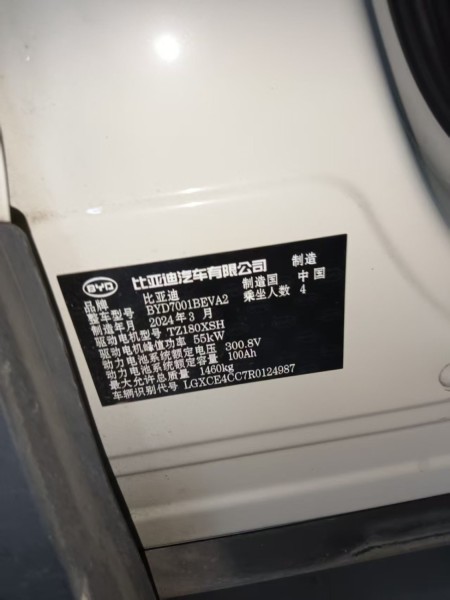 BYD 比亚迪汽车有限公司 制造
品牌 比亚迪 制造国 中国
整车型号 BYD7001BEVA2 乘坐人数 4
制造年月 2024年3月
驱动电机型号 TZ180XSH
驱动电机峰值功率 55kW
动力电池系统额定电压 300.8V
动力电池系统额定容量 100Ah
最大允许总质量 1460kg
车辆识别代号 LGXCE4CC7R0124987